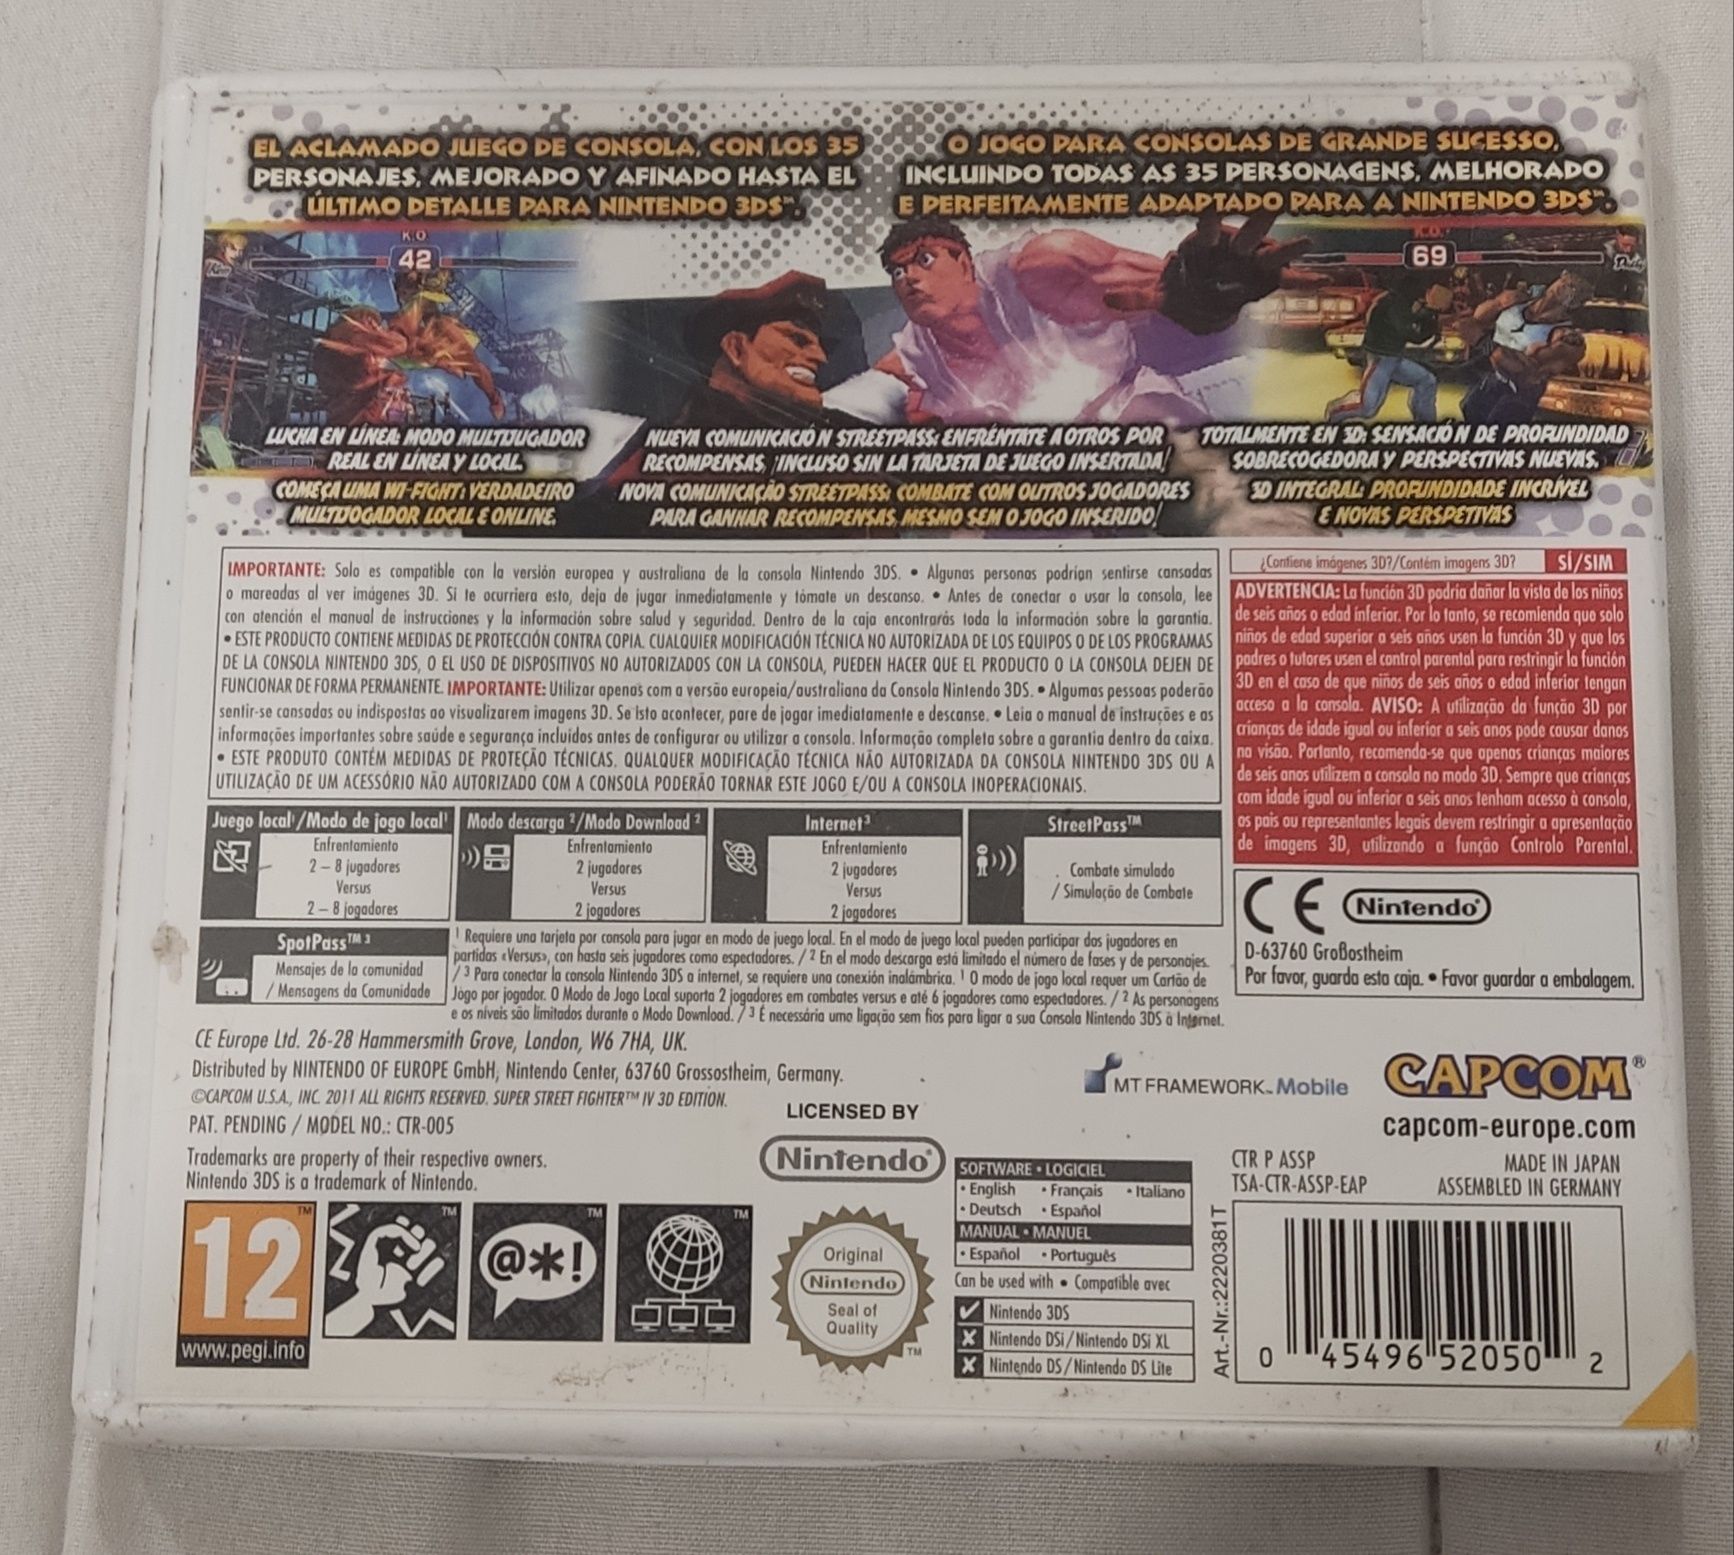 EL ACLAMADO JUEGO DE CONSOLA, CON LOS 35
PERSONAJES, MEJORADO Y AFINADO HASTA EL
ÚLTIMO DETALLE PARA NINTENDO 3DS™.
O JOGO PARA CONSOLAS DE GRANDE SUCESSO,
INCLUINDO TODAS AS 35 PERSONAGENS, MELHORADO
E PERFEITAMENTE ADAPTADO PARA A NINTENDO 3DS™.
K.O.
42
K.O.
69
LUCHA EN LÍNEA: MODO MULTIJUGADOR
REAL EN LÍNEA Y LOCAL.
COMEÇA UMA WI-FIGHT: VERDADEIRO
MULTIJOGADOR LOCAL E ONLINE.
NUEVA COMUNICACIÓN STREETPASS: ENFRÉNTATE A OTROS POR
RECOMPENSAS, ¡INCLUSO SIN LA TARJETA DE JUEGO INSERTADA!
NOVA COMUNICAÇÃO STREETPASS: COMBATE COM OUTROS JOGADORES
PARA GANHAR RECOMPENSAS, MESMO SEM O JOGO INSERIDO!
TOTALMENTE EN 3D: SENSACIÓN DE PROFUNDIDAD
SOBRECOGEDORA Y PERSPECTIVAS NUEVAS.
3D INTEGRAL: PROFUNDIDADE INCRÍVEL
E NOVAS PERSPETIVAS
IMPORTANTE: Solo es compatible con la versión europea y australiana de la consola Nintendo 3DS. • Algunas personas podrían sentirse cansadas
o mareadas al ver imágenes 3D. Si te ocurriera esto, deja de jugar inmediatamente y tómate un descanso. • Antes de conectar o usar la consola, lee
con atención el manual de instrucciones y la información sobre salud y seguridad. Dentro de la caja encontrarás toda la información sobre la garantía.
• ESTE PRODUCTO CONTIENE MEDIDAS DE PROTECCIÓN CONTRA COPIA. CUALQUIER MODIFICACIÓN TÉCNICA NO AUTORIZADA DE LOS EQUIPOS O DE LOS PROGRAMAS
DE LA CONSOLA NINTENDO 3DS, O EL USO DE DISPOSITIVOS NO AUTORIZADOS CON LA CONSOLA, PUEDEN HACER QUE EL PRODUCTO O LA CONSOLA DEJEN DE
FUNCIONAR DE FORMA PERMANENTE. IMPORTANTE: Utilizar apenas com a versão europeia/australiana da Consola Nintendo 3DS. • Algumas pessoas poderão
sentir-se cansadas ou indispostas ao visualizarem imagens 3D. Se isto acontecer, pare de jogar imediatamente e descanse. • Leia o manual de instruções e as
informações importantes sobre saúde e segurança incluídos antes de configurar ou utilizar a consola. Informação completa sobre a garantia dentro da caixa.
• ESTE PRODUTO CONTÉM MEDIDAS DE PROTEÇÃO TÉCNICAS. QUALQUER MODIFICAÇÃO TÉCNICA NÃO AUTORIZADA DA CONSOLA NINTENDO 3DS OU A
UTILIZAÇÃO DE UM ACESSÓRIO NÃO AUTORIZADO COM A CONSOLA PODERÃO TORNAR ESTE JOGO E/OU A CONSOLA INOPERACIONAIS.
¿Contiene imágenes 3D?/Contém imagens 3D? SÍ/SIM
ADVERTENCIA: La función 3D podría dañar la vista de los niños
de seis años o edad inferior. Por lo tanto, se recomienda que solo
niños de edad superior a seis años usen la función 3D y que los
padres o tutores usen el control parental para restringir la función
3D en el caso de que niños de seis años o edad inferior tengan
acceso a la consola. AVISO: A utilização da função 3D por
crianças de idade igual ou inferior a seis anos pode causar danos
na visão. Portanto, recomenda-se que apenas crianças maiores
de seis anos utilizem a consola no modo 3D. Sempre que crianças
com idade igual ou inferior a seis anos tenham acesso à consola,
os pais ou representantes legais devem restringir a apresentação
de imagens 3D, utilizando a função Controlo Parental.
Juego local¹/Modo de jogo local¹
Enfrentamiento
2 – 8 jugadores
Versus
2 – 8 jogadores
Modo descarga ²/Modo Download ²
Enfrentamiento
2 jugadores
Versus
2 jogadores
Internet³
Enfrentamiento
2 jugadores
Versus
2 jogadores
StreetPass™
Combate simulado
/ Simulação de Combate
SpotPass™ ³
Mensajes de la comunidad
/ Mensagens da Comunidade
¹ Requiere una tarjeta por consola para jugar en modo de juego local. En el modo de juego local pueden participar dos jugadores en
partidas «Versus», con hasta seis jugadores como espectadores. / ² En el modo descarga está limitado el número de fases y de personajes.
/ ³ Para conectar la consola Nintendo 3DS a internet, se requiere una conexión inalámbrica. ¹ O modo de jogo local requer um Cartão de
Jogo por jogador. O Modo de Jogo Local suporta 2 jogadores em combates versus e até 6 jogadores como espectadores. / ² As personagens
e os níveis são limitados durante o Modo Download. / ³ É necessária uma ligação sem fios para ligar a sua Consola Nintendo 3DS à Internet.
CE Nintendo
D-63760 Großostheim
Por favor, guarda esta caja. • Favor guardar a embalagem.
CE Europe Ltd. 26-28 Hammersmith Grove, London, W6 7HA, UK.
Distributed by NINTENDO OF EUROPE GmbH, Nintendo Center, 63760 Grossostheim, Germany.
©CAPCOM U.S.A., INC. 2011 ALL RIGHTS RESERVED. SUPER STREET FIGHTER™ IV 3D EDITION.
PAT. PENDING / MODEL NO.: CTR-005
Trademarks are property of their respective owners.
Nintendo 3DS is a trademark of Nintendo.
LICENSED BY
Nintendo®
MT FRAMEWORK™ Mobile
CAPCOM®
capcom-europe.com
12™
www.pegi.info
TM
@*!
TM
TM
Original
Nintendo
Seal of
Quality
TM
SOFTWARE • LOGICIEL
• English • Français • Italiano
• Deutsch • Español
MANUAL • MANUEL
• Español • Português
Can be used with • Compatible avec
Nintendo 3DS
Nintendo DSi/Nintendo DSi XL
Nintendo DS/Nintendo DS Lite
CTR P ASSP
TSA-CTR-ASSP-EAP
MADE IN JAPAN
ASSEMBLED IN GERMANY
Art.-Nr.:2220381T
0 45496 52050 2